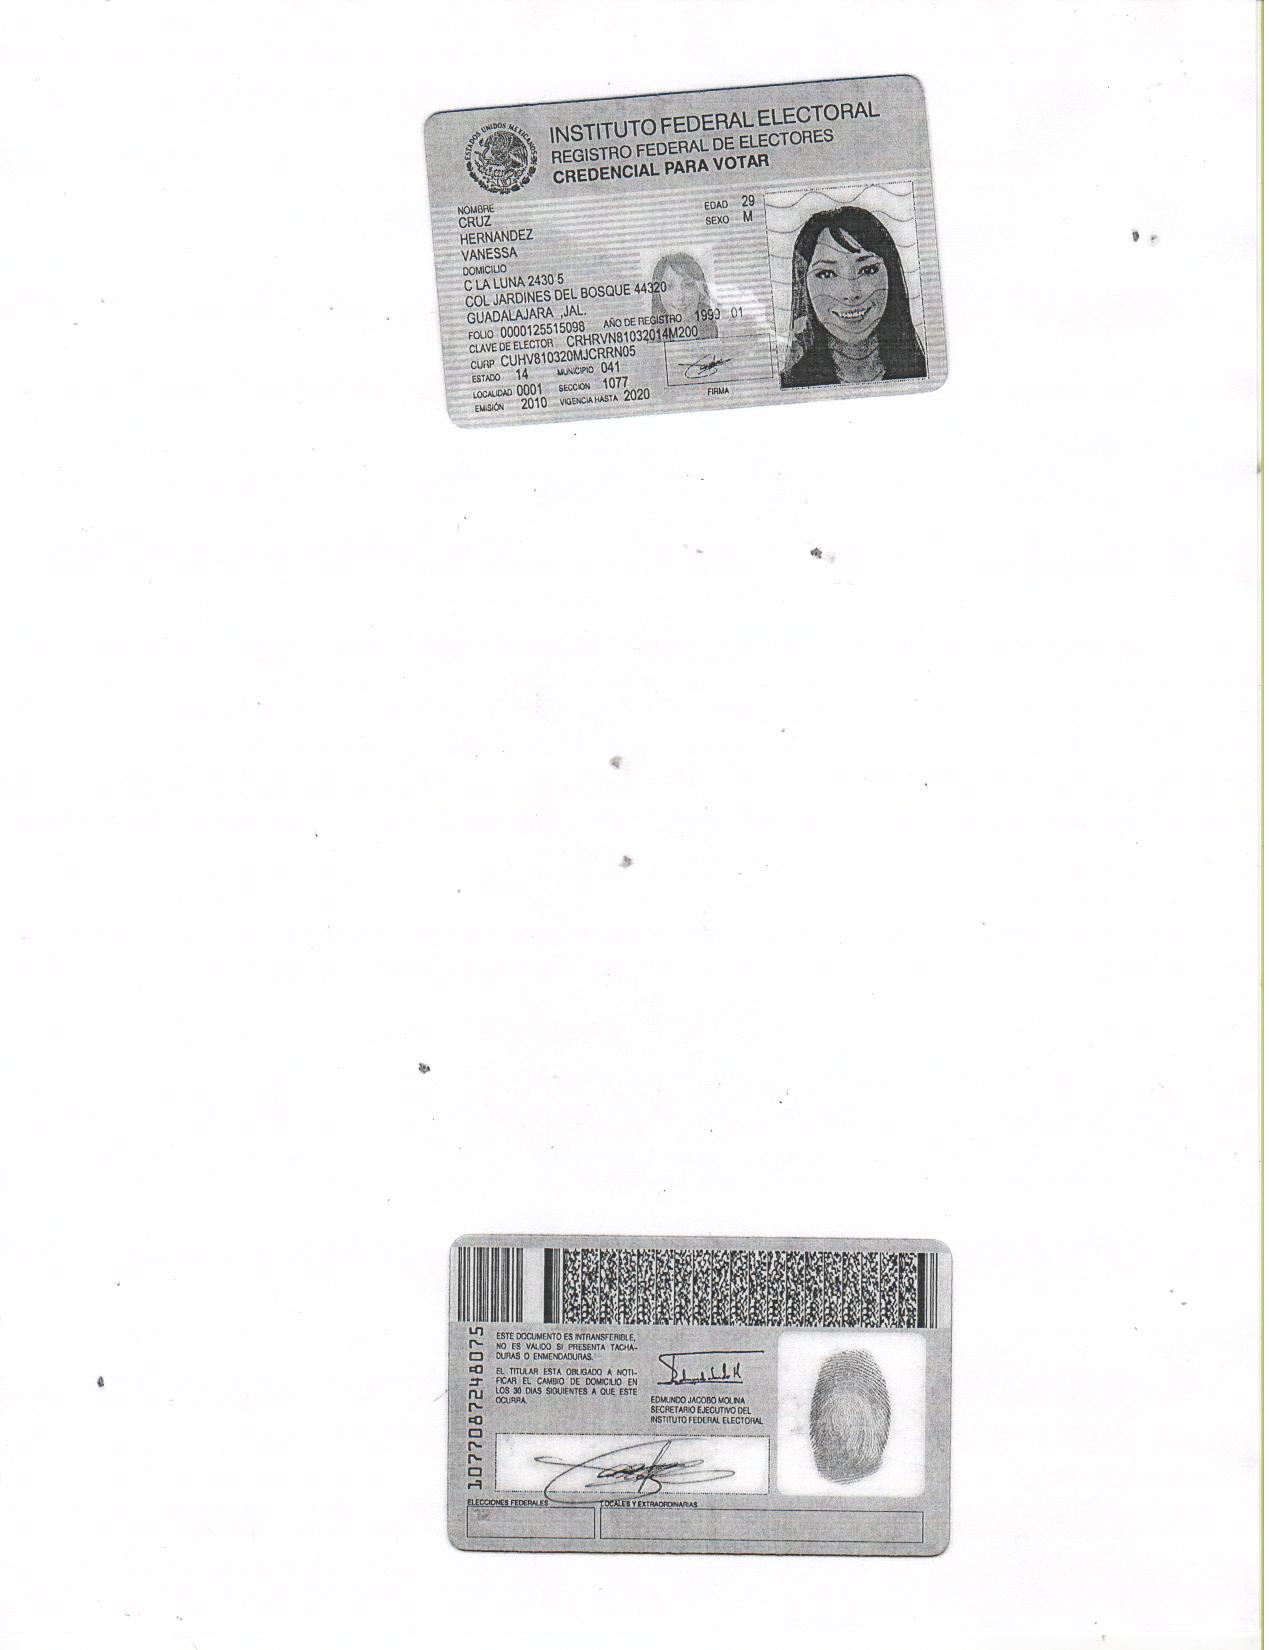 ESTADOS UNIDOS MEXICANOS
INSTITUTO FEDERAL ELECTORAL
REGISTRO FEDERAL DE ELECTORES
CREDENCIAL PARA VOTAR
NOMBRE
CRUZ
HERNANDEZ
VANESSA
EDAD 29
SEXO M
DOMICILIO
C LA LUNA 2430 5
COL JARDINES DEL BOSQUE 44320
GUADALAJARA ,JAL.
FOLIO 0000125515098 AÑO DE REGISTRO 1999 01
CLAVE DE ELECTOR CRHRVN81032014M200
CURP CUHV810320MJCRRN05
ESTADO 14 MUNICIPIO 041
LOCALIDAD 0001 SECCION 1077
EMISIÓN 2010 VIGENCIA HASTA 2020
FIRMA
1077087248075
ESTE DOCUMENTO ES INTRANSFERIBLE,
NO ES VALIDO SI PRESENTA TACHA-
DURAS O ENMENDADURAS.
EL TITULAR ESTA OBLIGADO A NOTI-
FICAR EL CAMBIO DE DOMICILIO EN
LOS 30 DIAS SIGUIENTES A QUE ESTE
OCURRA.
EDMUNDO JACOBO MOLINA
SECRETARIO EJECUTIVO DEL
INSTITUTO FEDERAL ELECTORAL
ELECCIONES FEDERALES
LOCALES Y EXTRAORDINARIAS